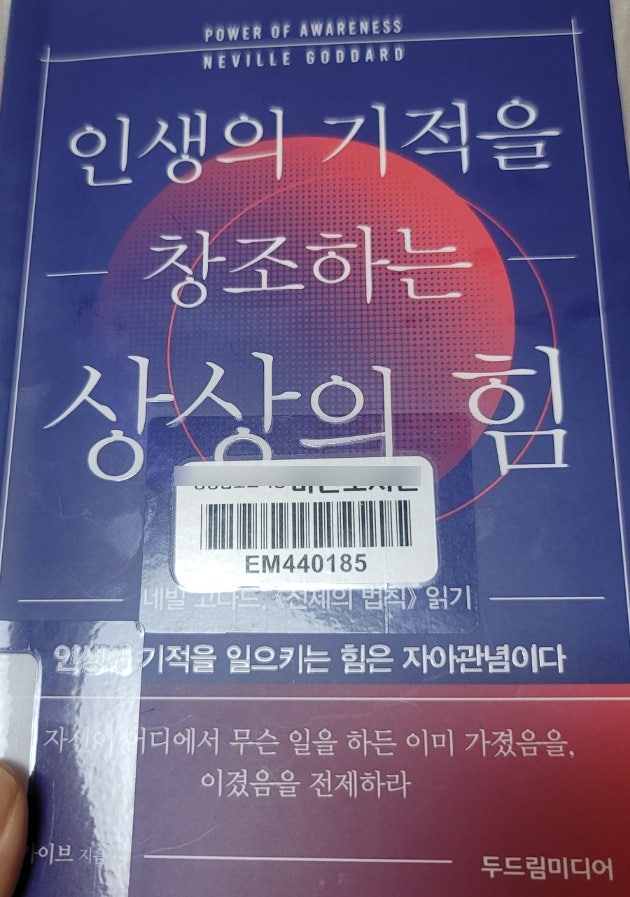 POWER OF AWARENESS
NEVILLE GODDARD
인생의 기적을
창조하는
상상의 힘
EM440185
네빌 고다드, 《전제의 법칙》 읽기
인생에 기적을 일으키는 힘은 자아관념이다
자신이 어디에서 무슨 일을 하든 이미 가졌음을,
이겼음을 전제하라
지음
두드림미디어